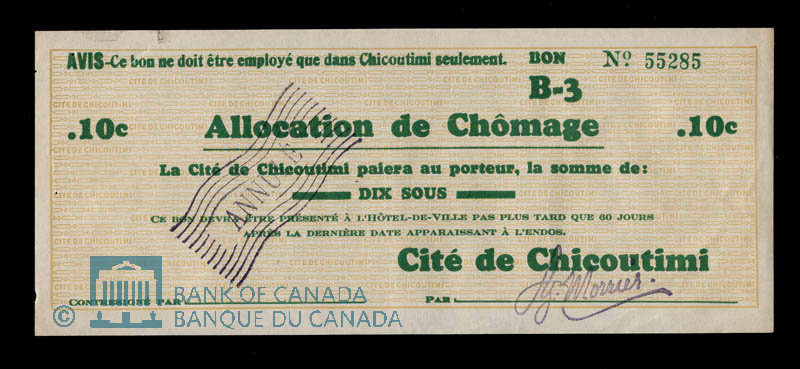 AVIS-Ce bon ne doit être employé que dans Chicoutimi seulement. BON Nº 55285
B-3
.10c Allocation de Chômage .10c
La Cité de Chicoutimi paiera au porteur, la somme de:
DIX SOUS
ANNULÉ
CE BON DEVRA ÊTRE PRÉSENTÉ À L'HÔTEL-DE-VILLE PAS PLUS TARD QUE 60 JOURS
APRÈS LA DERNIÈRE DATE APPARAISSANT À L'ENDOS.
Cité de Chicoutimi
CONTRESIGNÉ PAR PAR
© BANK OF CANADA
BANQUE DU CANADA